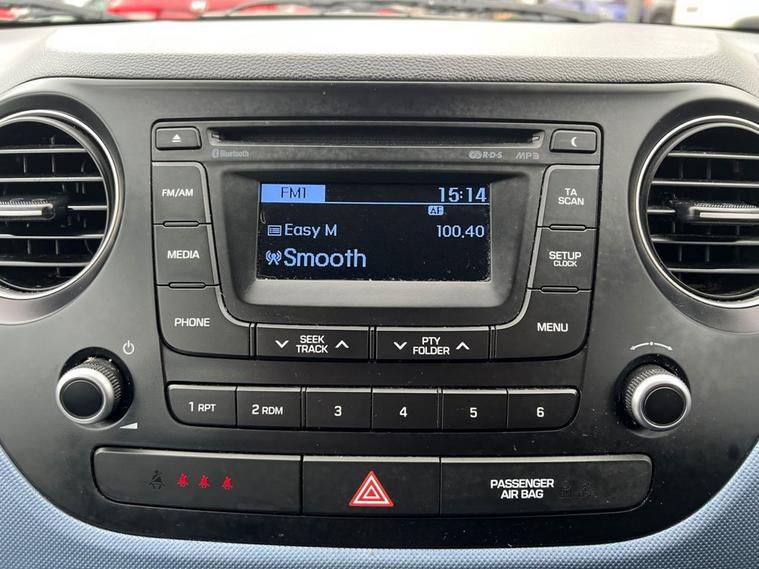 Bluetooth
R·D·S
MP3
FM/AM
MEDIA
PHONE
FM1
15:14
AF
Easy M
100.40
Smooth
TA
SCAN
SETUP
CLOCK
MENU
SEEK
TRACK
PTY
FOLDER
1 RPT
2 RDM
3
4
5
6
PASSENGER
AIR BAG